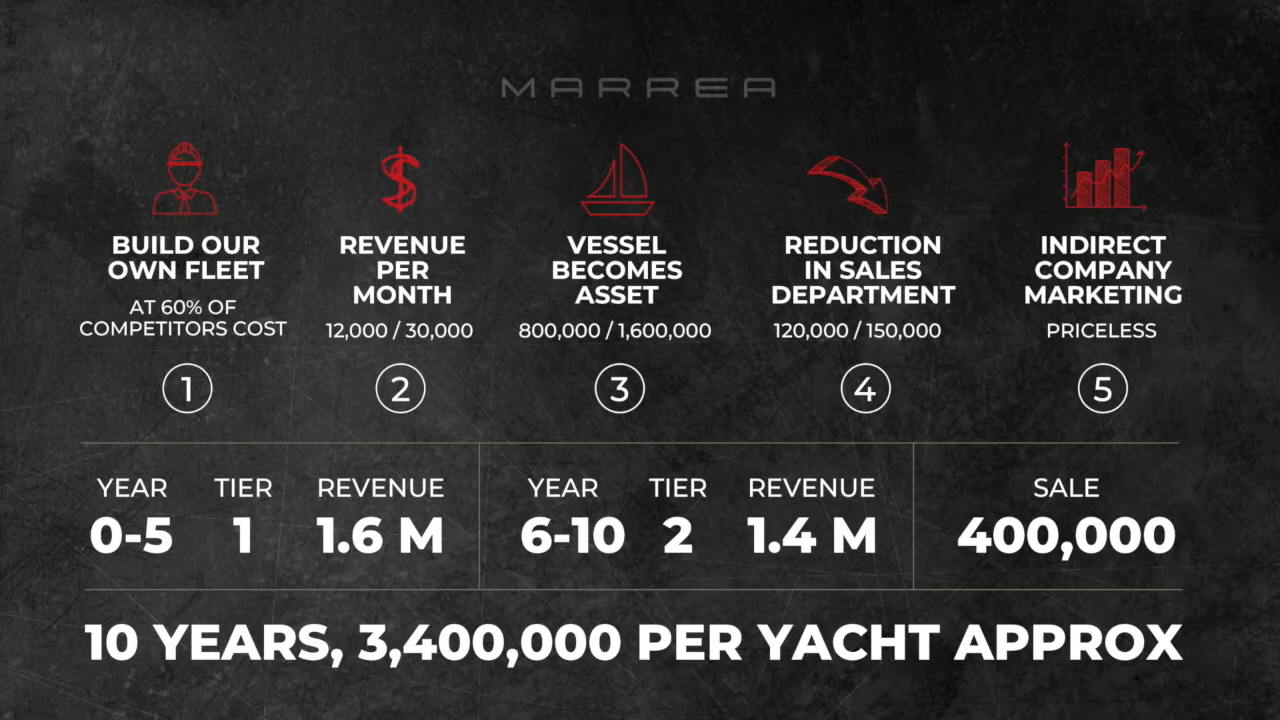 MARREA
BUILD OUR
OWN FLEET
AT 60% OF
COMPETITORS COST
1
REVENUE
PER
MONTH
12,000 / 30,000
2
VESSEL
BECOMES
ASSET
800,000 / 1,600,000
3
REDUCTION
IN SALES
DEPARTMENT
120,000 / 150,000
4
INDIRECT
COMPANY
MARKETING
PRICELESS
5
YEAR TIER REVENUE
0-5 1 1.6 M
YEAR TIER REVENUE
6-10 2 1.4 M
SALE
400,000
10 YEARS, 3,400,000 PER YACHT APPROX